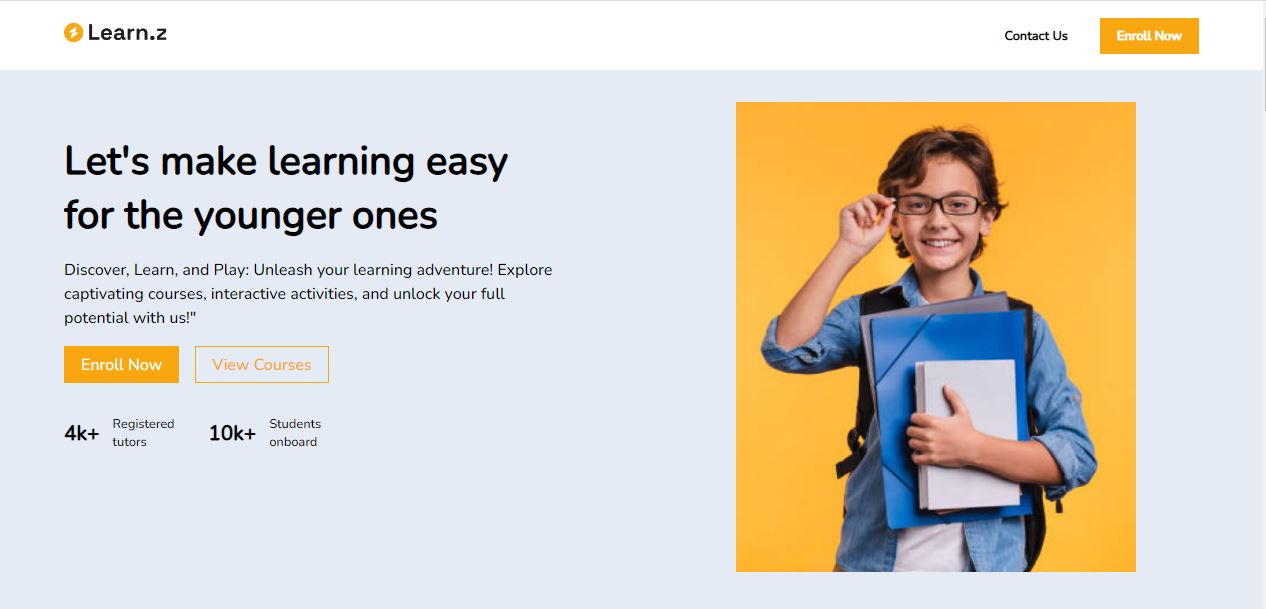 Learn.z
Contact Us
Enroll Now
Let's make learning easy
for the younger ones
Discover, Learn, and Play: Unleash your learning adventure! Explore
captivating courses, interactive activities, and unlock your full
potential with us!"
Enroll Now
View Courses
4k+
Registered
tutors
10k+
Students
onboard